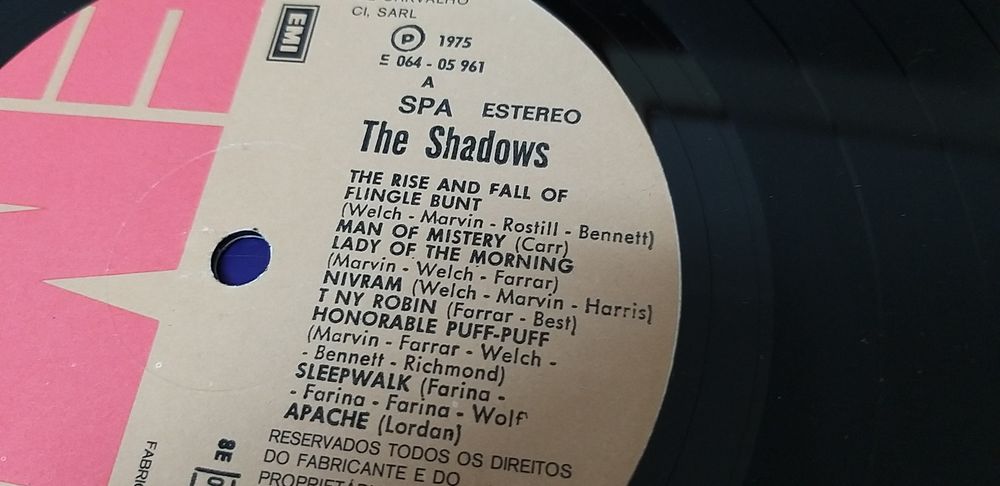 CARVALHO
CI, SARL
EMI
P 1975
E 064 - 05 961
A
SPA ESTEREO
The Shadows
THE RISE AND FALL OF
FLINGLE BUNT
(Welch - Marvin - Rostill - Bennett)
MAN OF MISTERY (Carr)
LADY OF THE MORNING
(Marvin - Welch - Farrar)
NIVRAM (Welch - Marvin - Harris)
T NY ROBIN (Farrar - Best)
HONORABLE PUFF-PUFF
(Marvin - Farrar - Welch -
- Bennett - Richmond)
SLEEPWALK (Farina -
- Farina - Farina - Wolf
APACHE (Lordan)
RESERVADOS TODOS OS DIREITOS
DO FABRICANTE E DO
8E
FABRIC